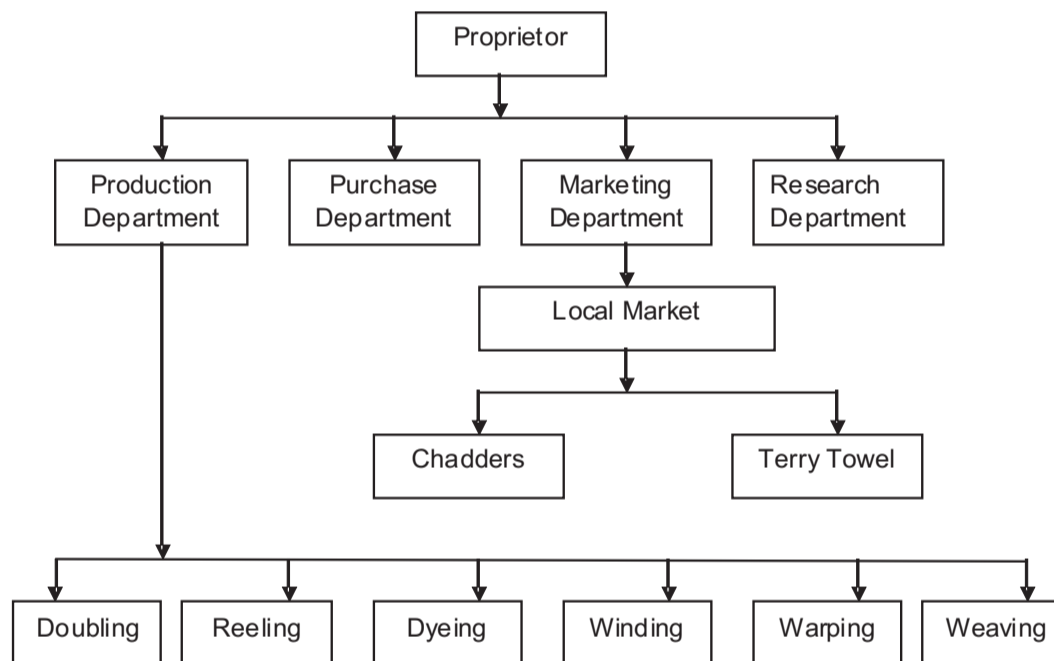 Proprietor
Production
Department
Purchase
Department
Marketing
Department
Research
Department
Local Market
Chadders
Terry Towel
Doubling
Reeling
Dyeing
Winding
Warping
Weaving